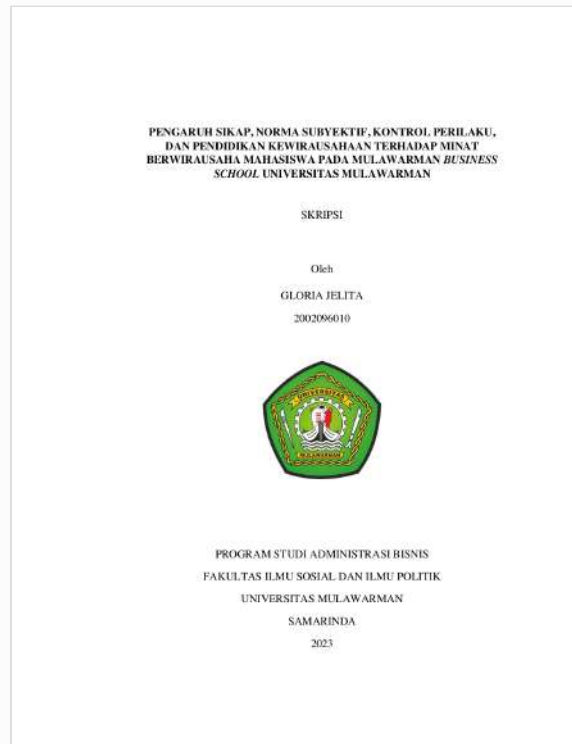 PENGARUH SIKAP, NORMA SUBYEKTIF, KONTROL PERILAKU,
DAN PENDIDIKAN KEWIRAUSAHAAN TERHADAP MINAT
BERWIRAUSAHA MAHASISWA PADA MULAWARMAN BUSINESS
SCHOOL UNIVERSITAS MULAWARMAN
SKRIPSI
Oleh
GLORIA JELITA
2002096010
UNIVERSITAS
MULAWARMAN
PROGRAM STUDI ADMINISTRASI BISNIS
FAKULTAS ILMU SOSIAL DAN ILMU POLITIK
UNIVERSITAS MULAWARMAN
SAMARINDA
2023